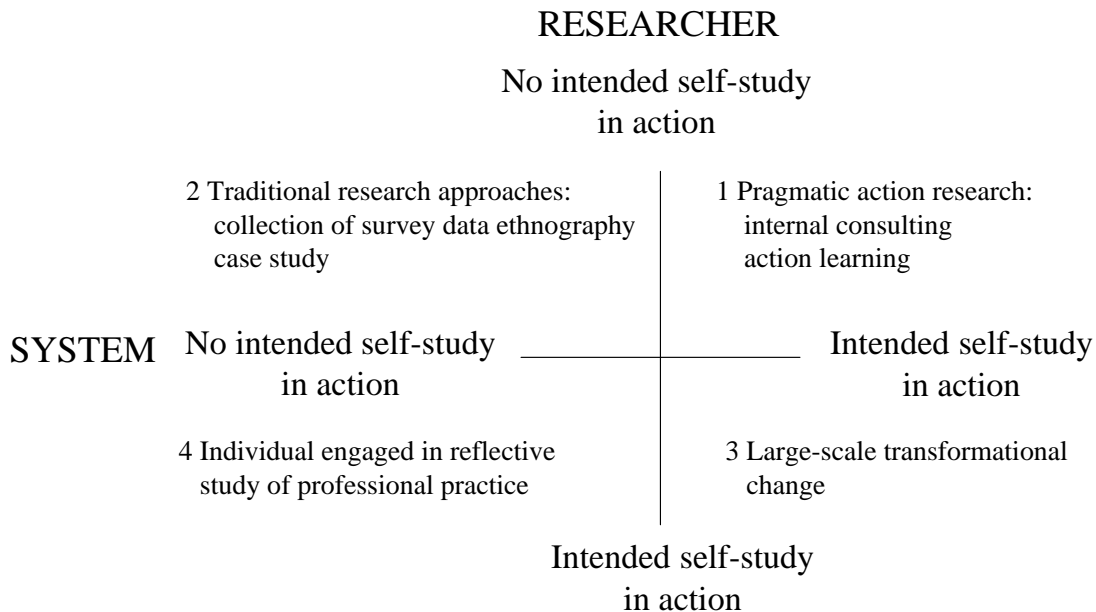 RESEARCHER
No intended self-study
in action
2 Traditional research approaches:
collection of survey data ethnography
case study
1 Pragmatic action research:
internal consulting
action learning
SYSTEM
No intended self-study
in action
Intended self-study
in action
4 Individual engaged in reflective
study of professional practice
3 Large-scale transformational
change
Intended self-study
in action